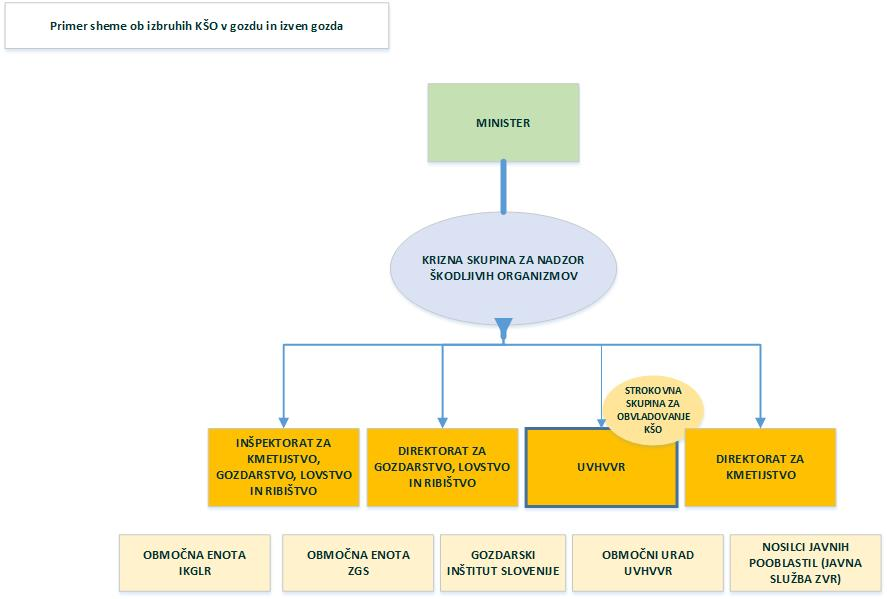 Primer sheme ob izbruhih KŠO v gozdu in izven gozda
MINISTER
KRIZNA SKUPINA ZA NADZOR
ŠKODLJIVIH ORGANIZMOV
STROKOVNA
SKUPINA ZA
OBVLADOVANJE
KŠO
INŠPEKTORAT ZA
KMETIJSTVO,
GOZDARSTVO, LOVSTVO
IN RIBIŠTVO
DIREKTORAT ZA
GOZDARSTVO, LOVSTVO
IN RIBIŠTVO
UVHVVR
DIREKTORAT ZA
KMETIJSTVO
OBMOČNA ENOTA
IKGLR
OBMOČNA ENOTA
ZGS
GOZDARSKI
INŠTITUT SLOVENIJE
OBMOČNI URAD
UVHVVR
NOSILCI JAVNIH
POOBLASTIL (JAVNA
SLUŽBA ZVR)